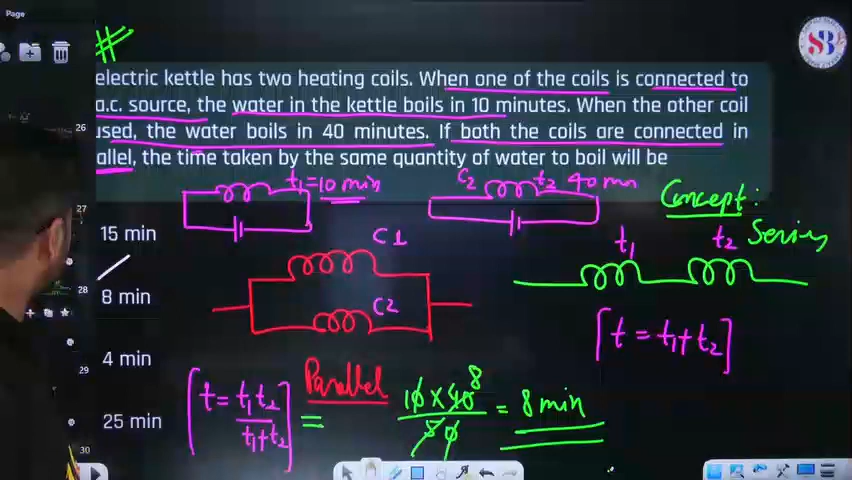 Page
SB
electric kettle has two heating coils. When one of the coils is connected to
a.c. source, the water in the kettle boils in 10 minutes. When the other coil
used, the water boils in 40 minutes. If both the coils are connected in
allel, the time taken by the same quantity of water to boil will be
26
27
28
29
30
t1 = 10 min
C2 t2 40 mn
Concept:
Series
15 min
8 min
4 min
25 min
C1
C2
t1 t2
[t = t1 + t2]
Parallel
[t = t1 t2 / t1 + t2] = 10 × 40 8 / 50 = 8 min